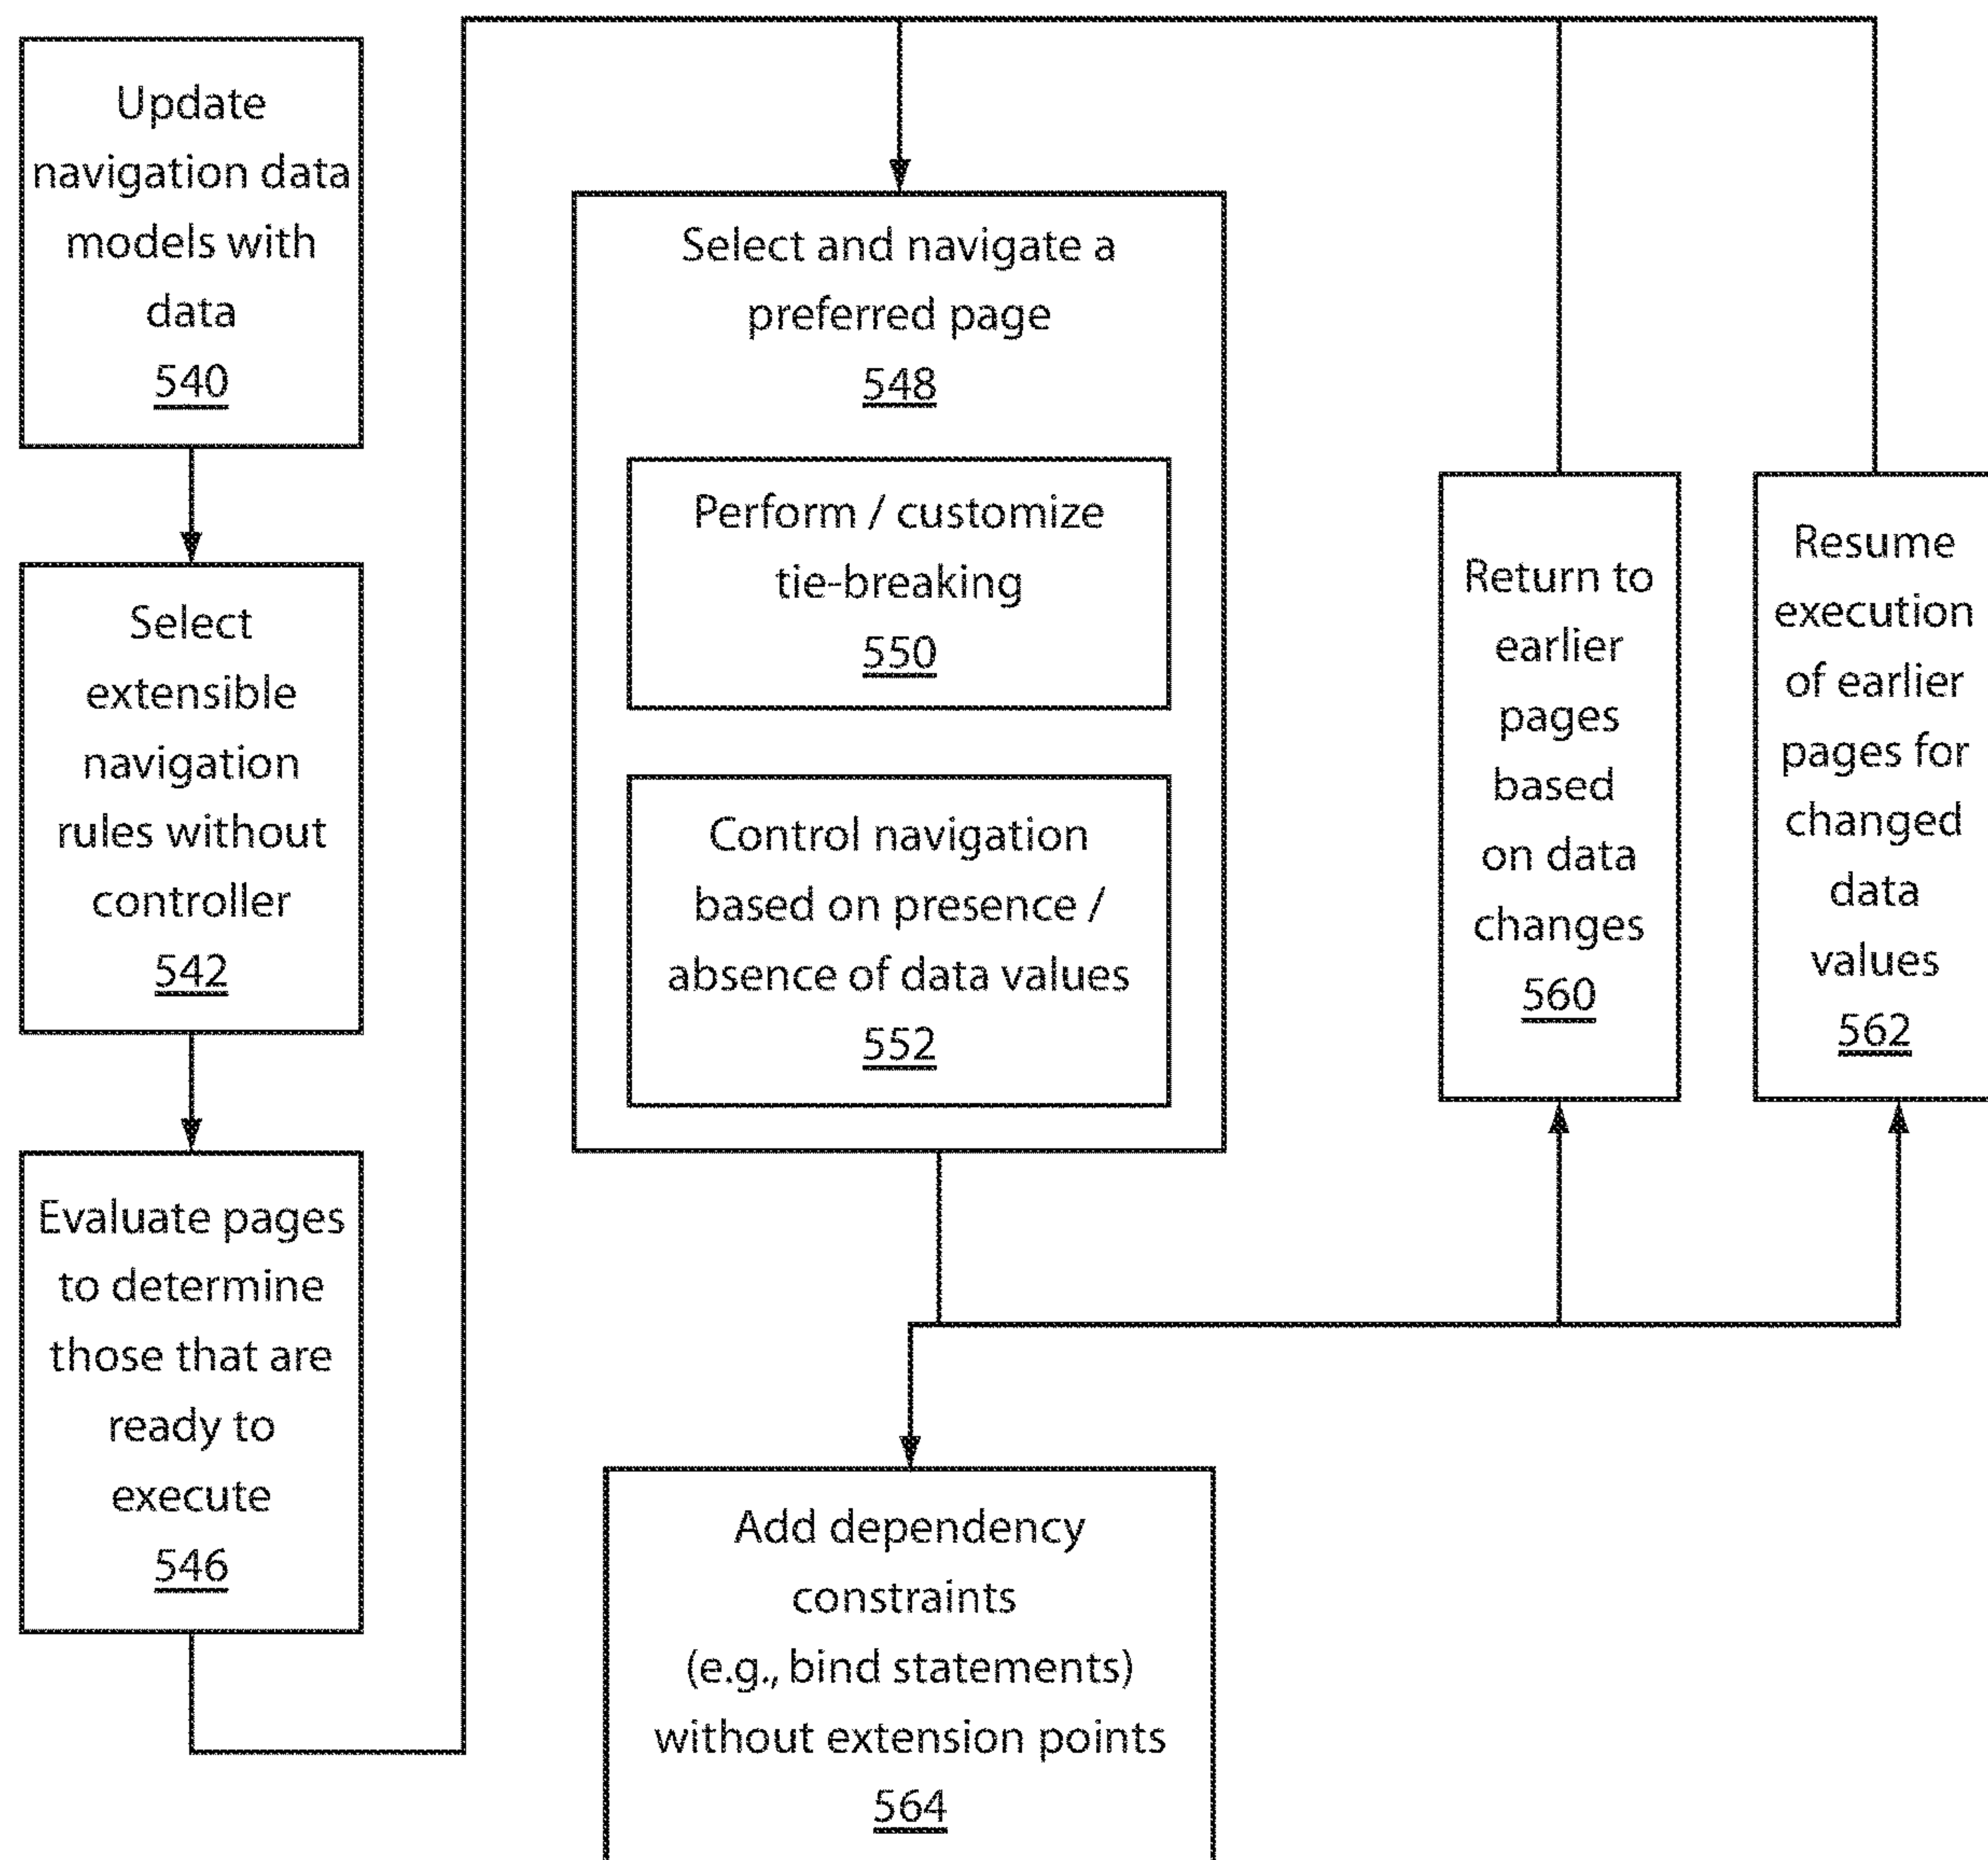 Update
navigation data
models with
data
540
Select
extensible
navigation
rules without
controller
542
Evaluate pages
to determine
those that are
ready to
execute
546
Select and navigate a
preferred page
548
Perform / customize
tie-breaking
550
Control navigation
based on presence /
absence of data values
552
Return to
earlier
pages
based
on data
changes
560
Resume
execution
of earlier
pages for
changed
data
values
562
Add dependency
constraints
(e.g., bind statements)
without extension points
564